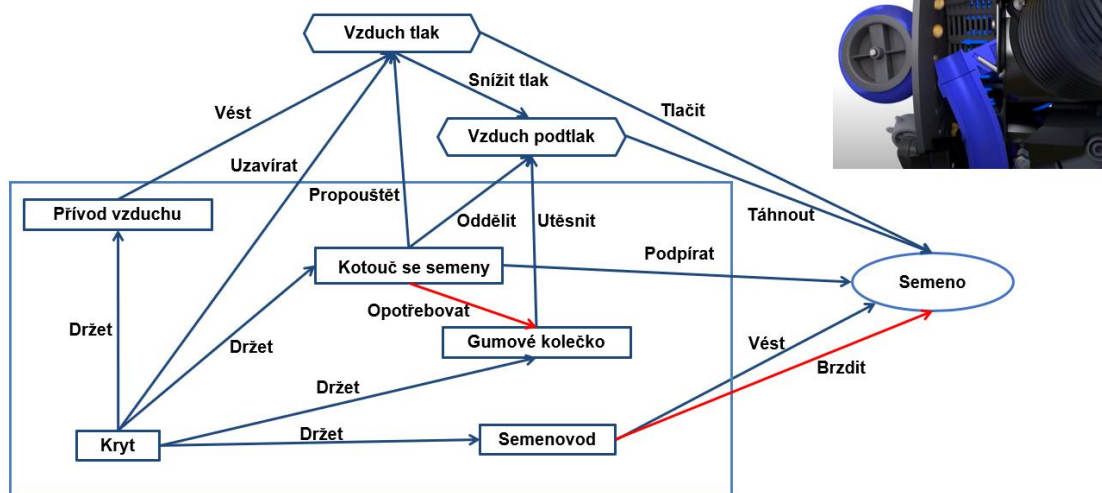 Vzduch tlak
Snížit tlak
Vést
Tlačit
Vzduch podtlak
Uzavírat
Propouštět
Oddělit
Utěsnit
Přívod vzduchu
Táhnout
Podpírat
Kotouč se semeny
Semeno
Opotřebovat
Držet
Držet
Gumové kolečko
Vést
Brzdit
Držet
Držet
Kryt
Semenovod